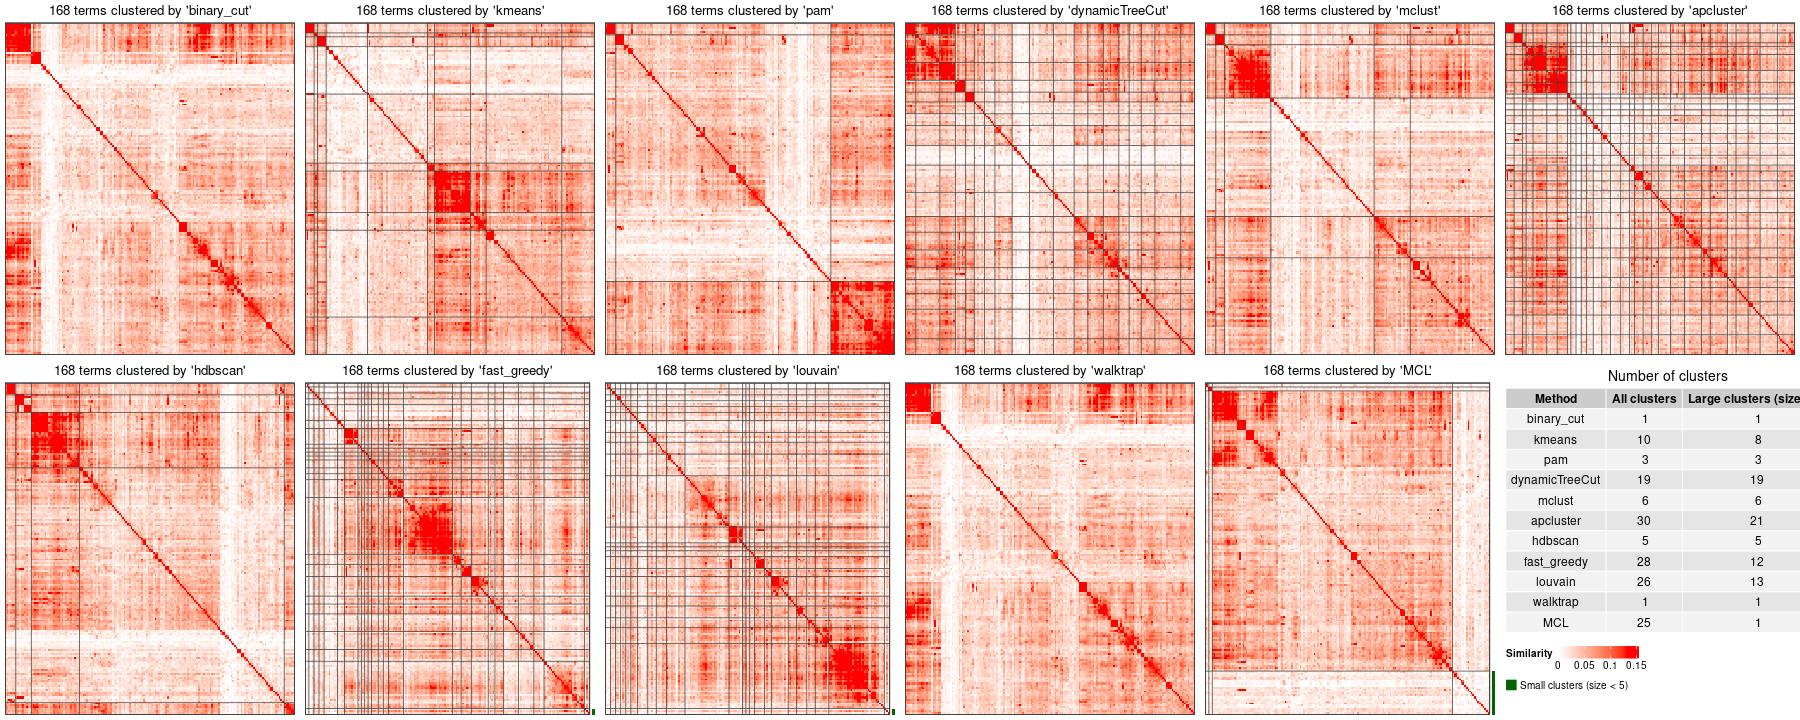 168 terms clustered by 'binary_cut'
168 terms clustered by 'kmeans'
168 terms clustered by 'pam'
168 terms clustered by 'dynamicTreeCut'
168 terms clustered by 'mclust'
168 terms clustered by 'apcluster'
168 terms clustered by 'hdbscan'
168 terms clustered by 'fast_greedy'
168 terms clustered by 'louvain'
168 terms clustered by 'walktrap'
168 terms clustered by 'MCL'
Number of clusters
Method All clusters Large clusters (size
binary_cut 1 1
kmeans 10 8
pam 3 3
dynamicTreeCut 19 19
mclust 6 6
apcluster 30 21
hdbscan 5 5
fast_greedy 28 12
louvain 26 13
walktrap 1 1
MCL 25 1
Similarity
0 0.05 0.1 0.15
Small clusters (size < 5)